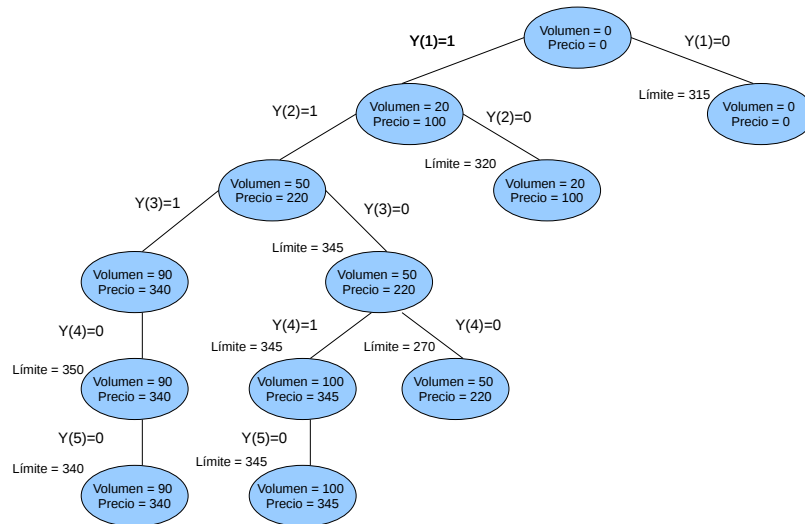 Y(1)=1
Volumen = 0
Precio = 0
Y(1)=0
Límite = 315
Volumen = 0
Precio = 0
Y(2)=1
Volumen = 20
Precio = 100
Y(2)=0
Límite = 320
Volumen = 20
Precio = 100
Y(3)=1
Volumen = 50
Precio = 220
Y(3)=0
Límite = 345
Volumen = 90
Precio = 340
Volumen = 50
Precio = 220
Y(4)=0
Y(4)=1
Y(4)=0
Límite = 345
Límite = 270
Límite = 350
Volumen = 90
Precio = 340
Volumen = 100
Precio = 345
Volumen = 50
Precio = 220
Y(5)=0
Y(5)=0
Límite = 340
Límite = 345
Volumen = 90
Precio = 340
Volumen = 100
Precio = 345